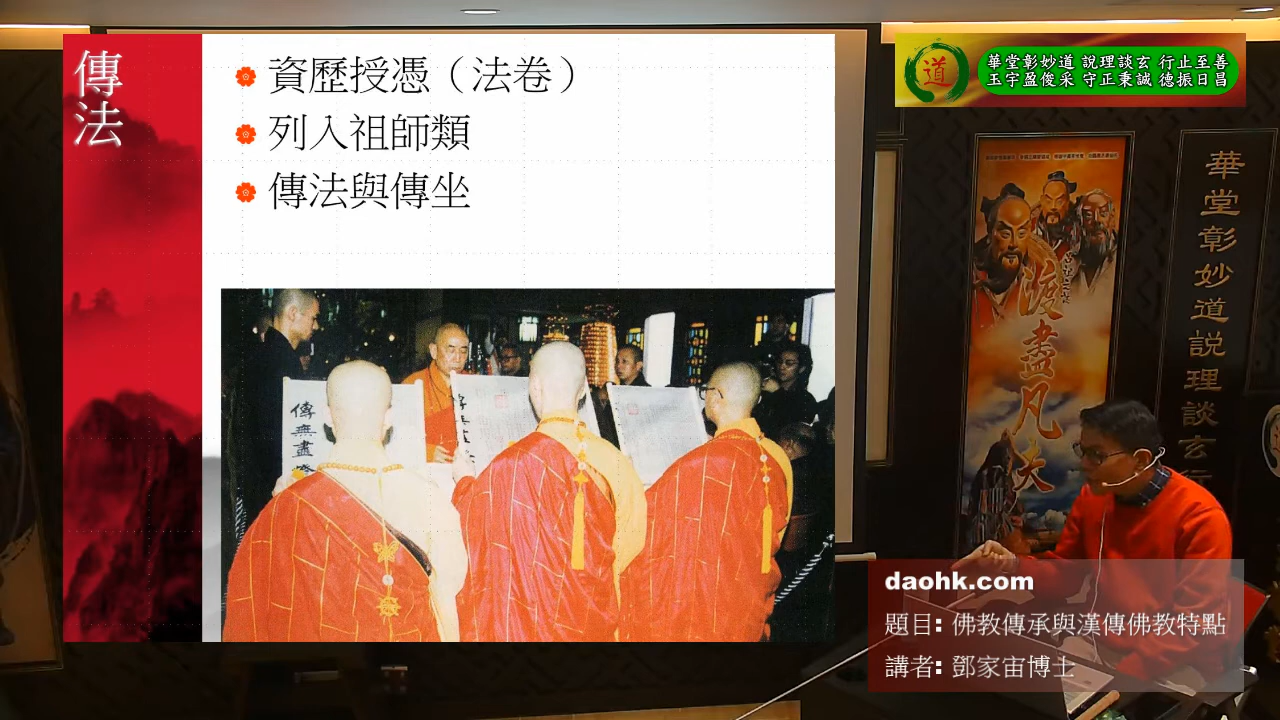 傳法
資歷授憑（法卷）
列入祖師類
傳法與傳坐
傳無盡
道
華堂彰妙道 說理談玄 行止至善
玉宇盈俊采 守正秉誠 德振日昌
渡盡凡夫
華堂彰妙道説理談玄行
daohk.com
題目: 佛教傳承與漢傳佛教特點
講者: 鄧家宙博士